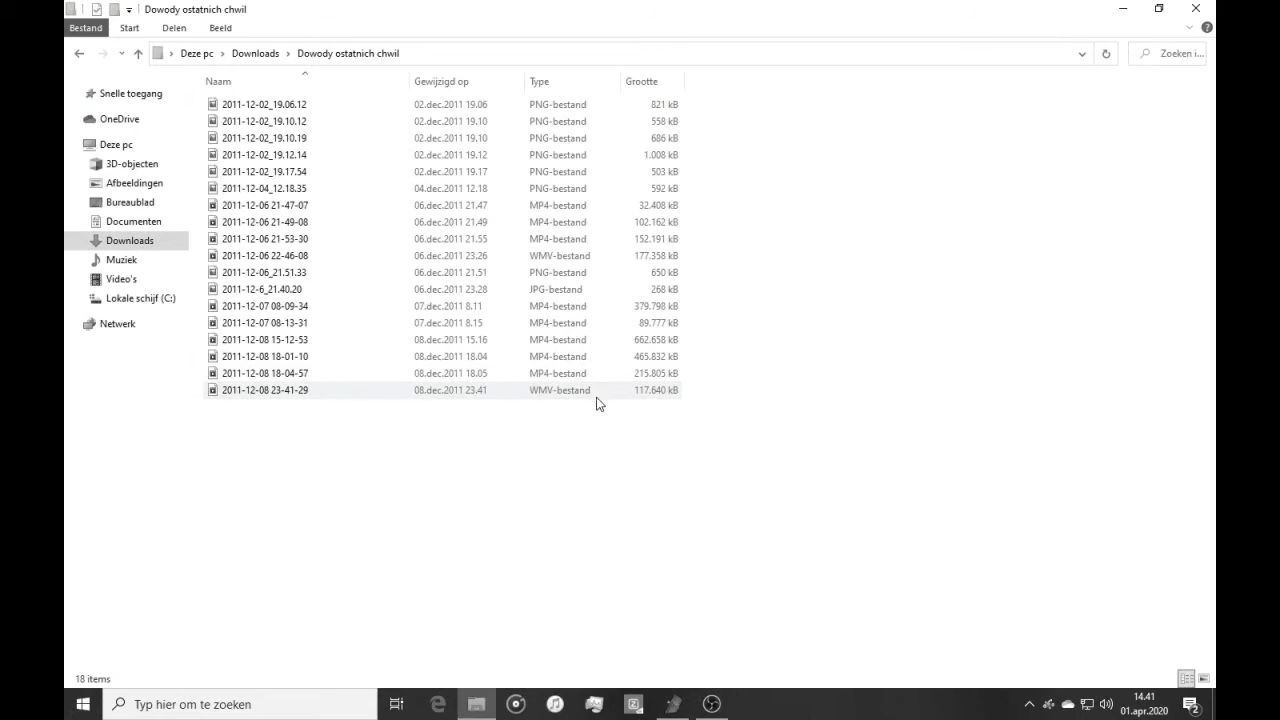 Dowody ostatnich chwil
Bestand Start Delen Beeld
Deze pc Downloads Dowody ostatnich chwil Zoeken i...
Naam Gewijzigd op Type Grootte
Snelle toegang
OneDrive
Deze pc
3D-objecten
Afbeeldingen
Bureaublad
Documenten
Downloads
Muziek
Video's
Lokale schijf (C:)
Netwerk
2011-12-02_19.06.12 02.dec.2011 19.06 PNG-bestand 821 kB
2011-12-02_19.10.12 02.dec.2011 19.10 PNG-bestand 558 kB
2011-12-02_19.10.19 02.dec.2011 19.10 PNG-bestand 686 kB
2011-12-02_19.12.14 02.dec.2011 19.12 PNG-bestand 1.008 kB
2011-12-02_19.17.54 02.dec.2011 19.17 PNG-bestand 503 kB
2011-12-04_12.18.35 04.dec.2011 12.18 PNG-bestand 592 kB
2011-12-06 21-47-07 06.dec.2011 21.47 MP4-bestand 32.408 kB
2011-12-06 21-49-08 06.dec.2011 21.49 MP4-bestand 102.162 kB
2011-12-06 21-53-30 06.dec.2011 21.55 MP4-bestand 152.191 kB
2011-12-06 22-46-08 06.dec.2011 23.26 WMV-bestand 177.358 kB
2011-12-06_21.51.33 06.dec.2011 21.51 PNG-bestand 650 kB
2011-12-6_21.40.20 06.dec.2011 23.28 JPG-bestand 268 kB
2011-12-07 08-09-34 07.dec.2011 8.11 MP4-bestand 379.798 kB
2011-12-07 08-13-31 07.dec.2011 8.15 MP4-bestand 89.777 kB
2011-12-08 15-12-53 08.dec.2011 15.16 MP4-bestand 662.658 kB
2011-12-08 18-01-10 08.dec.2011 18.04 MP4-bestand 465.832 kB
2011-12-08 18-04-57 08.dec.2011 18.05 MP4-bestand 215.805 kB
2011-12-08 23-41-29 08.dec.2011 23.41 WMV-bestand 117.640 kB
18 items
Typ hier om te zoeken
14.41
01.apr.2020
2